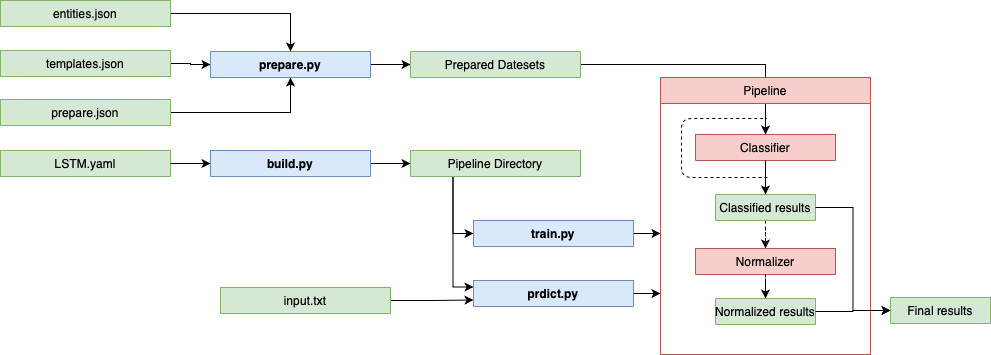 entities.json
templates.json
prepare.py
Prepared Datesets
prepare.json
Pipeline
LSTM.yaml
build.py
Pipeline Directory
Classifier
Classified results
train.py
Normalizer
input.txt
prdict.py
Normalized results
Final results